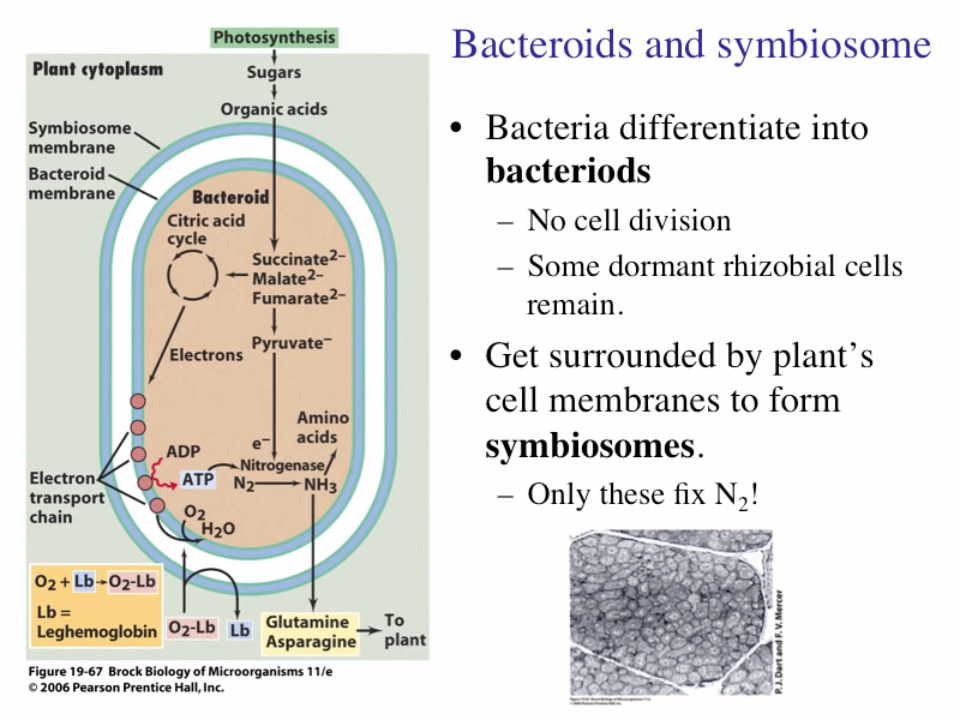 Bacteroids and symbiosome
Photosynthesis
Plant cytoplasm
Sugars
Organic acids
Symbiosome
membrane
Bacteroid
membrane
Bacteroid
Citric acid
cycle
Succinate2–
Malate2–
Fumarate2–
Electrons
Pyruvate–
Amino
acids
e–
ADP
Nitrogenase
ATP
N2
NH3
Electron
transport
chain
O2
H2O
O2 + Lb → O2-Lb
Lb =
Leghemoglobin
O2-Lb
Lb
Glutamine
Asparagine
To
plant
Figure 19-67 Brock Biology of Microorganisms 11/e
© 2006 Pearson Prentice Hall, Inc.
• Bacteria differentiate into
bacteriods
– No cell division
– Some dormant rhizobial cells
remain.
• Get surrounded by plant’s
cell membranes to form
symbiosomes.
– Only these fix N2!
P. J. Dart and F. V. Mercer